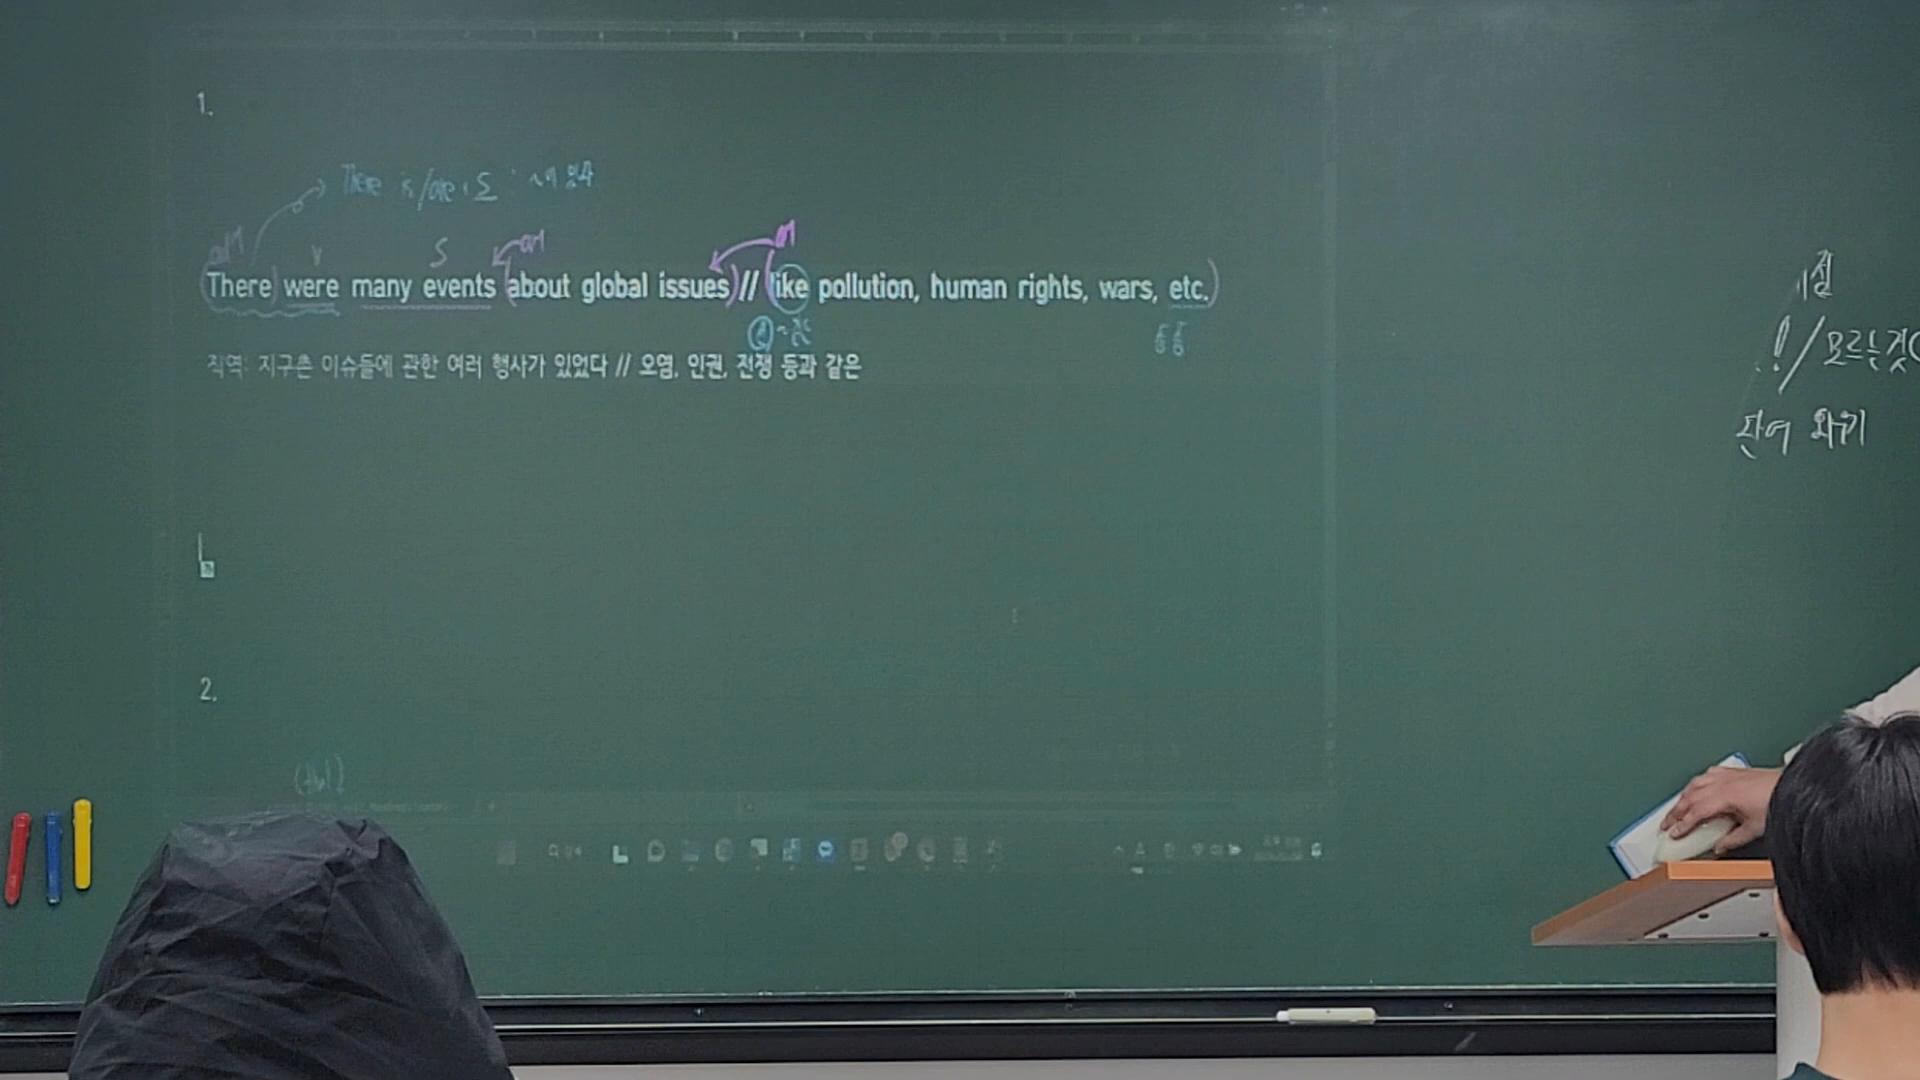 1.
There is/are + S : ~이 있다
V S
There were many events (about global issues) // (like pollution, human rights, wars, etc.)
등등
직역: 지구촌 이슈들에 관한 여러 행사가 있었다 // 오염, 인권, 전쟁 등과 같은
2.
모르는 것
단어 외우기